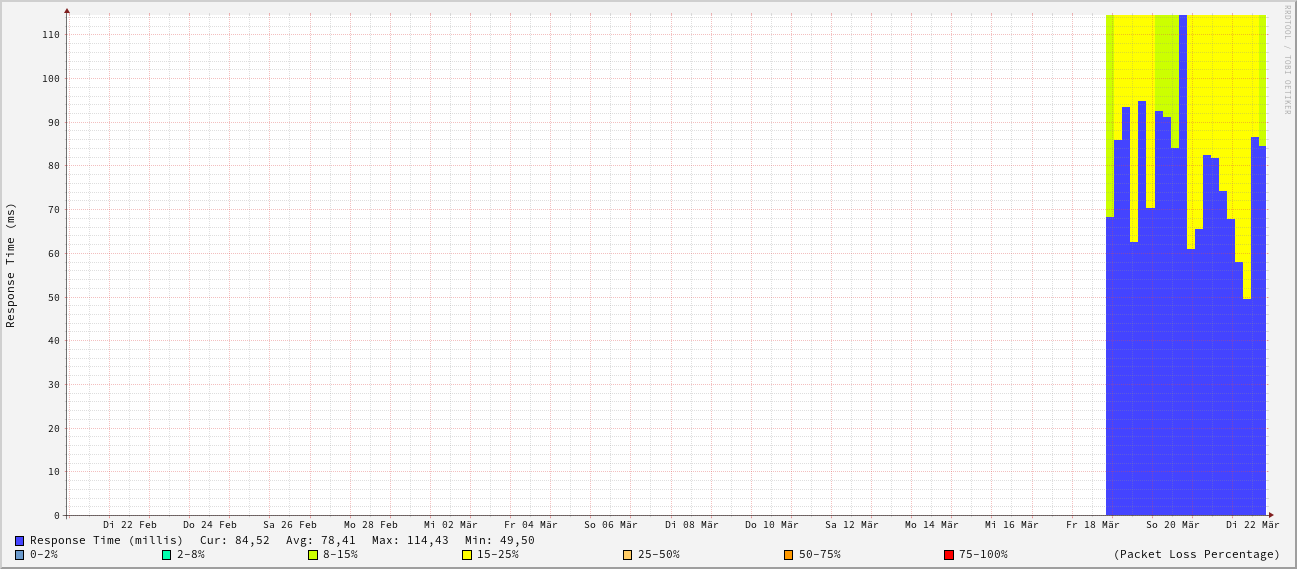 RRDTOOL / TOBI OETIKER
Response Time (ms)
110
100
90
80
70
60
50
40
30
20
10
0
Di 22 Feb Do 24 Feb Sa 26 Feb Mo 28 Feb Mi 02 Mär Fr 04 Mär So 06 Mär Di 08 Mär Do 10 Mär Sa 12 Mär Mo 14 Mär Mi 16 Mär Fr 18 Mär So 20 Mär Di 22 Mär
Response Time (millis) Cur: 84,52 Avg: 78,41 Max: 114,43 Min: 49,50
0-2% 2-8% 8-15% 15-25% 25-50% 50-75% 75-100% (Packet Loss Percentage)